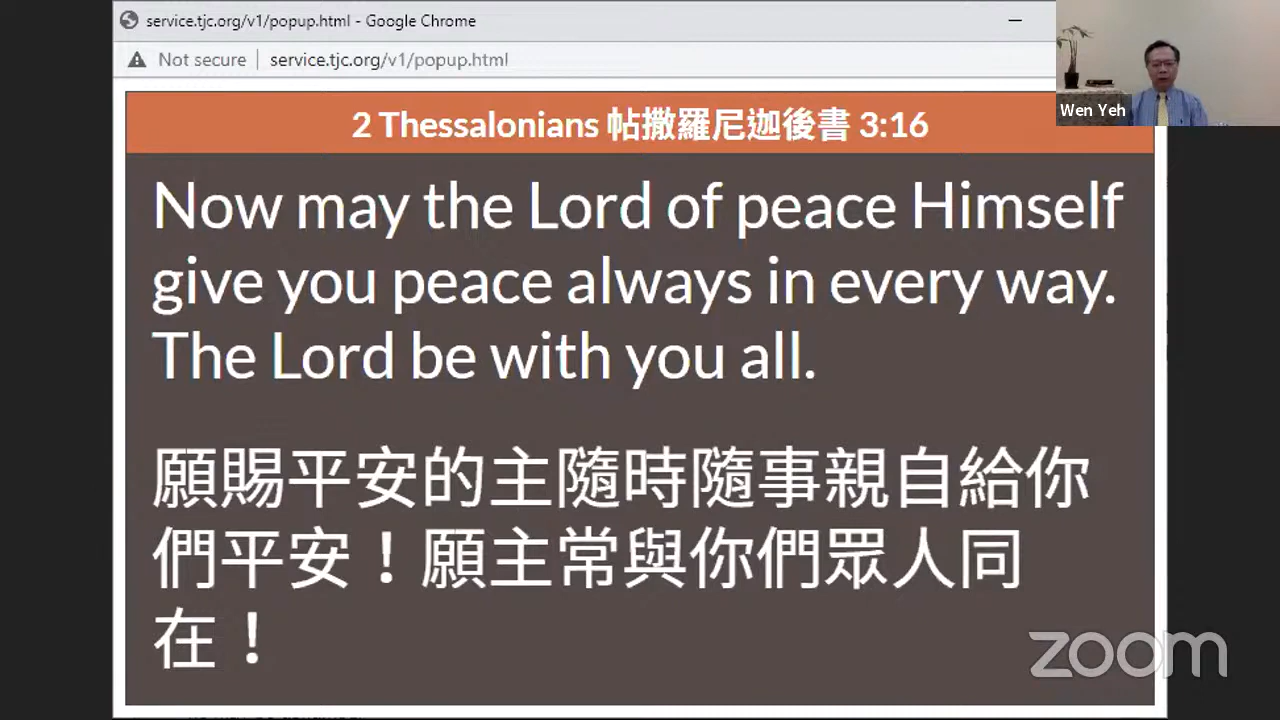 service.tjc.org/v1/popup.html - Google Chrome
Not secure service.tjc.org/v1/popup.html
Wen Yeh
2 Thessalonians 帖撒羅尼迦後書 3:16
Now may the Lord of peace Himself
give you peace always in every way.
The Lord be with you all.
願賜平安的主隨時隨事親自給你
們平安！願主常與你們眾人同
在！
zoom